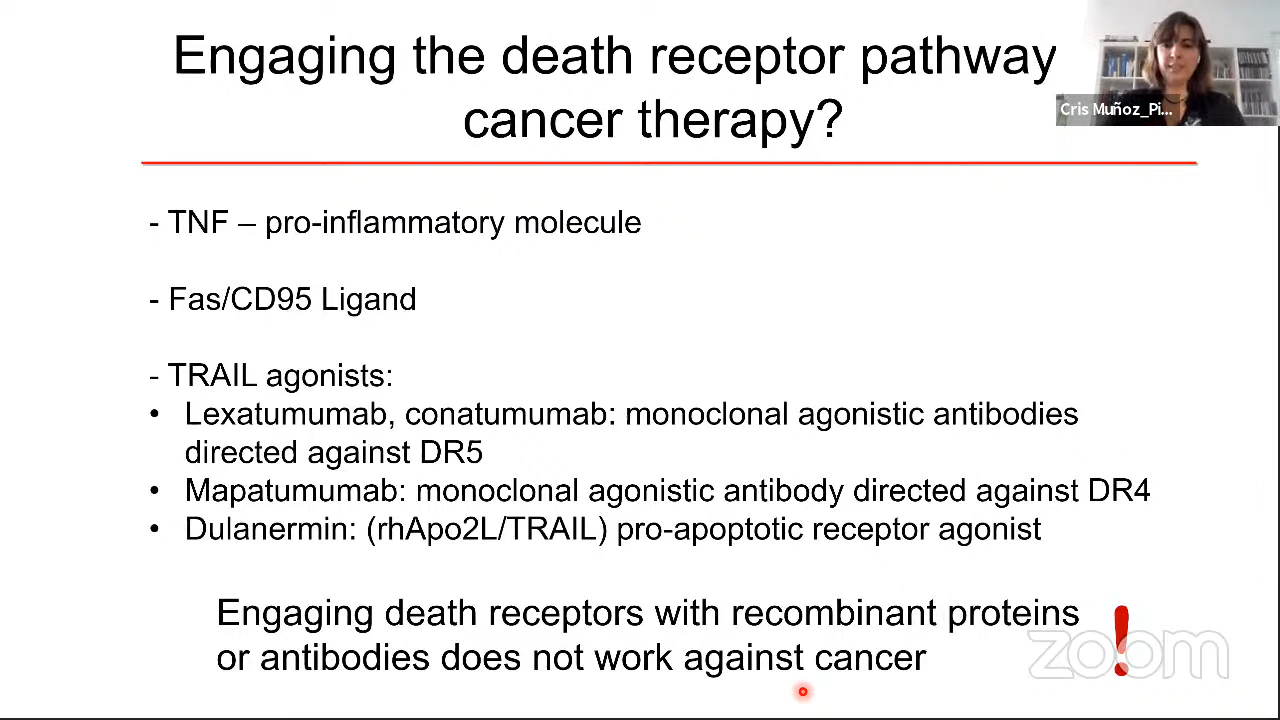 Engaging the death receptor pathway
cancer therapy?
Cris Muñoz_Pi...
- TNF – pro-inflammatory molecule
- Fas/CD95 Ligand
- TRAIL agonists:
• Lexatumumab, conatumumab: monoclonal agonistic antibodies
directed against DR5
• Mapatumumab: monoclonal agonistic antibody directed against DR4
• Dulanermin: (rhApo2L/TRAIL) pro-apoptotic receptor agonist
Engaging death receptors with recombinant proteins
or antibodies does not work against cancer
!
zoom